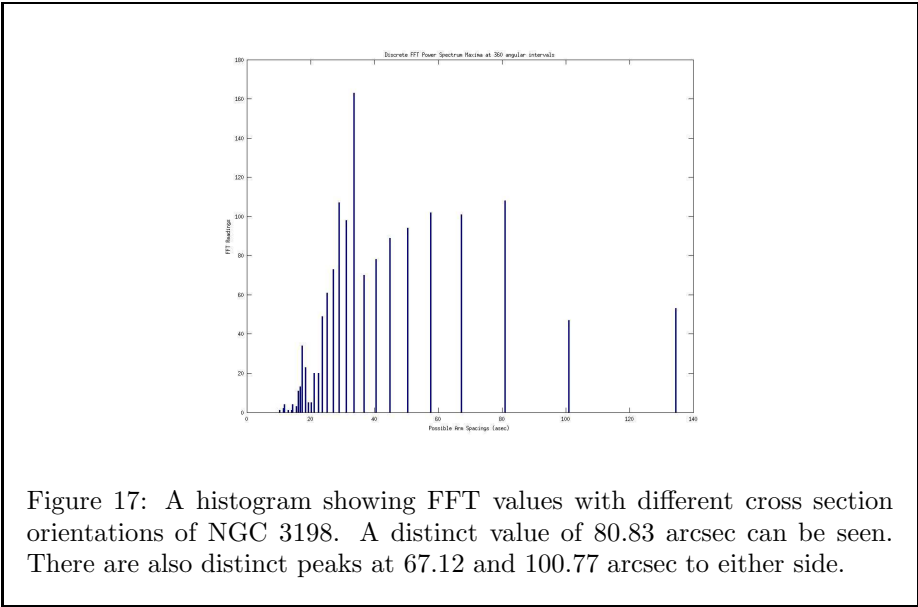 Discrete FFT Power Spectrum Maxima at 360 angular intervals
180
160
140
120
100
80
60
40
20
0
FFT Readings
0 20 40 60 80 100 120 140
Possible Arm Spacings (asec)
Figure 17: A histogram showing FFT values with different cross section
orientations of NGC 3198. A distinct value of 80.83 arcsec can be seen.
There are also distinct peaks at 67.12 and 100.77 arcsec to either side.